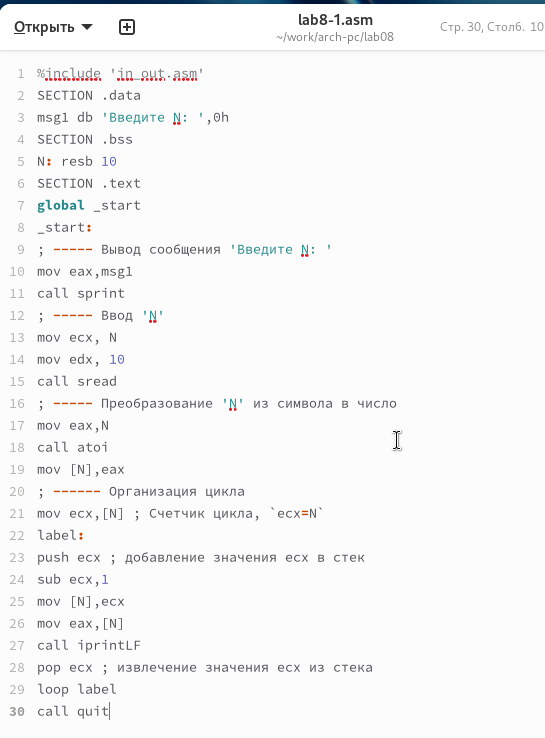 Открыть
lab8-1.asm
~/work/arch-pc/lab08
Стр. 30, Столб. 10
1 %include 'in_out.asm'
2 SECTION .data
3 msg1 db 'Введите N: ',0h
4 SECTION .bss
5 N: resb 10
6 SECTION .text
7 global _start
8 _start:
9 ; ----- Вывод сообщения 'Введите N: '
10 mov eax,msg1
11 call sprint
12 ; ----- Ввод 'N'
13 mov ecx, N
14 mov edx, 10
15 call sread
16 ; ----- Преобразование 'N' из символа в число
17 mov eax,N
18 call atoi
19 mov [N],eax
20 ; ------ Организация цикла
21 mov ecx,[N] ; Счетчик цикла, `ecx=N`
22 label:
23 push ecx ; добавление значения ecx в стек
24 sub ecx,1
25 mov [N],ecx
26 mov eax,[N]
27 call iprintLF
28 pop ecx ; извлечение значения ecx из стека
29 loop label
30 call quit